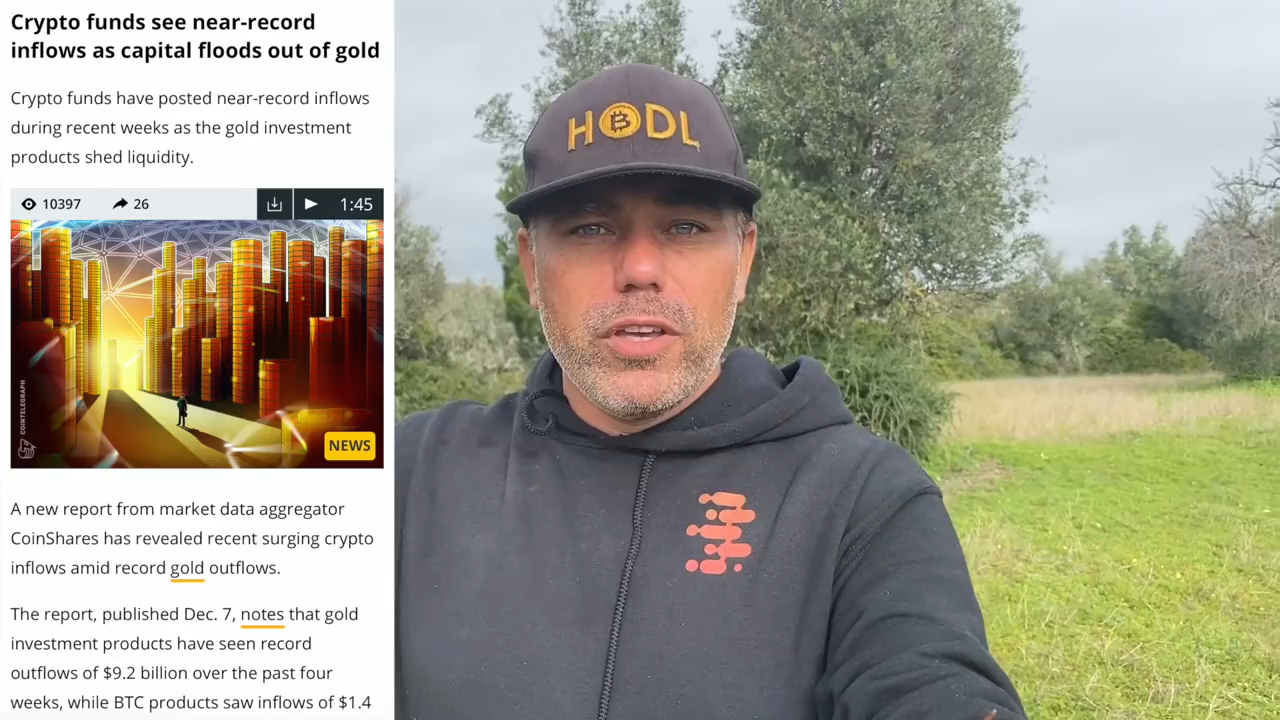 Crypto funds see near-record
inflows as capital floods out of gold
Crypto funds have posted near-record inflows
during recent weeks as the gold investment
products shed liquidity.
10397 26 1:45
COINTELEGRAPH
NEWS
A new report from market data aggregator
CoinShares has revealed recent surging crypto
inflows amid record gold outflows.
The report, published Dec. 7, notes that gold
investment products have seen record
outflows of $9.2 billion over the past four
weeks, while BTC products saw inflows of $1.4
HODL